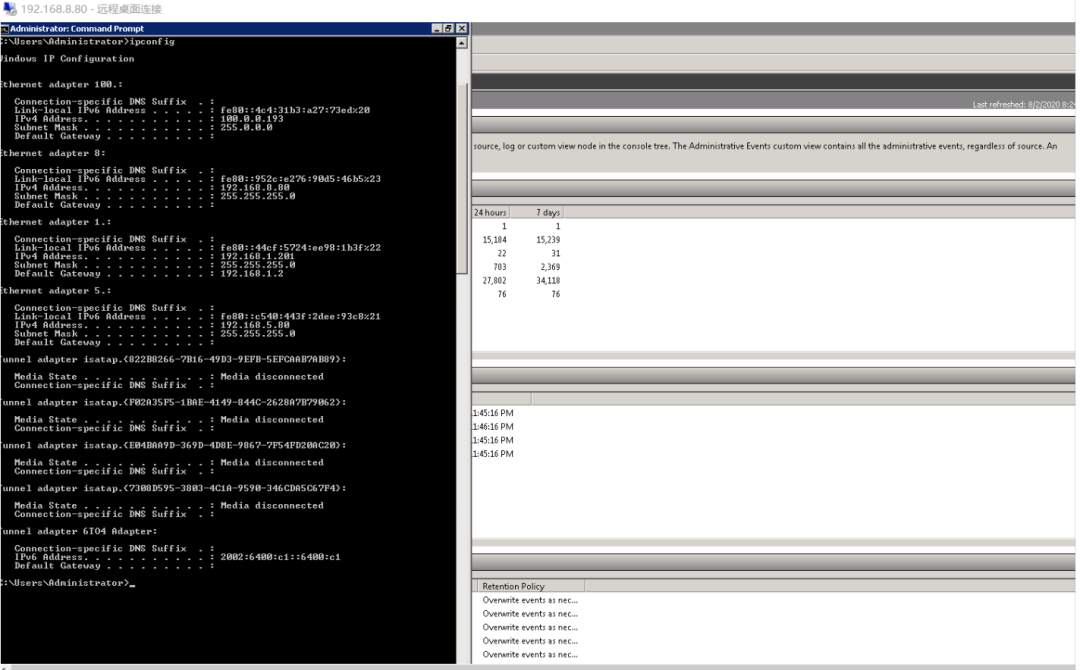 192.168.8.80 - 远程桌面连接
Administrator: Command Prompt
:\Users\Administrator>ipconfig
Windows IP Configuration
Ethernet adapter 100.:
Connection-specific DNS Suffix . :
Link-local IPv6 Address . . . . . : fe80::4c4:31b3:a27:73ed%20
IPv4 Address. . . . . . . . . . . : 100.0.0.193
Subnet Mask . . . . . . . . . . . : 255.0.0.0
Default Gateway . . . . . . . . . :
Ethernet adapter 8:
Connection-specific DNS Suffix . :
Link-local IPv6 Address . . . . . : fe80::952c:e276:90d5:46b5%23
IPv4 Address. . . . . . . . . . . : 192.168.8.80
Subnet Mask . . . . . . . . . . . : 255.255.255.0
Default Gateway . . . . . . . . . :
Ethernet adapter 1.:
Connection-specific DNS Suffix . :
Link-local IPv6 Address . . . . . : fe80::44cf:5724:ee98:1b3f%22
IPv4 Address. . . . . . . . . . . : 192.168.1.201
Subnet Mask . . . . . . . . . . . : 255.255.255.0
Default Gateway . . . . . . . . . : 192.168.1.2
Ethernet adapter 5.:
Connection-specific DNS Suffix . :
Link-local IPv6 Address . . . . . : fe80::c540:443f:2dee:93c8%21
IPv4 Address. . . . . . . . . . . : 192.168.5.80
Subnet Mask . . . . . . . . . . . : 255.255.255.0
Default Gateway . . . . . . . . . :
Tunnel adapter isatap.{822B8266-7B16-49D3-9EFB-5EFCAAB7AB89}:
Media State . . . . . . . . . . . : Media disconnected
Connection-specific DNS Suffix . :
Tunnel adapter isatap.{F02A35F5-1BAE-4149-844C-2628A7B79062}:
Media State . . . . . . . . . . . : Media disconnected
Connection-specific DNS Suffix . :
Tunnel adapter isatap.{E04BAA9D-369D-4D8E-9867-7F54FD20AC20}:
Media State . . . . . . . . . . . : Media disconnected
Connection-specific DNS Suffix . :
Tunnel adapter isatap.{7308D595-3803-4C1A-9590-346CDA5C67F4}:
Media State . . . . . . . . . . . : Media disconnected
Connection-specific DNS Suffix . :
Tunnel adapter 6TO4 Adapter:
Connection-specific DNS Suffix . :
IPv6 Address. . . . . . . . . . . : 2002:6400:c1::6400:c1
Default Gateway . . . . . . . . . :
:\Users\Administrator>_
Last refreshed: 8/2/2020 8:24
source, log or custom view node in the console tree. The Administrative Events custom view contains all the administrative events, regardless of source. An
24 hours 7 days
1 1
15,184 15,239
22 31
703 2,369
27,802 34,118
76 76
1:45:16 PM
1:46:16 PM
1:45:16 PM
1:45:16 PM
Retention Policy
Overwrite events as nec...
Overwrite events as nec...
Overwrite events as nec...
Overwrite events as nec...
Overwrite events as nec...